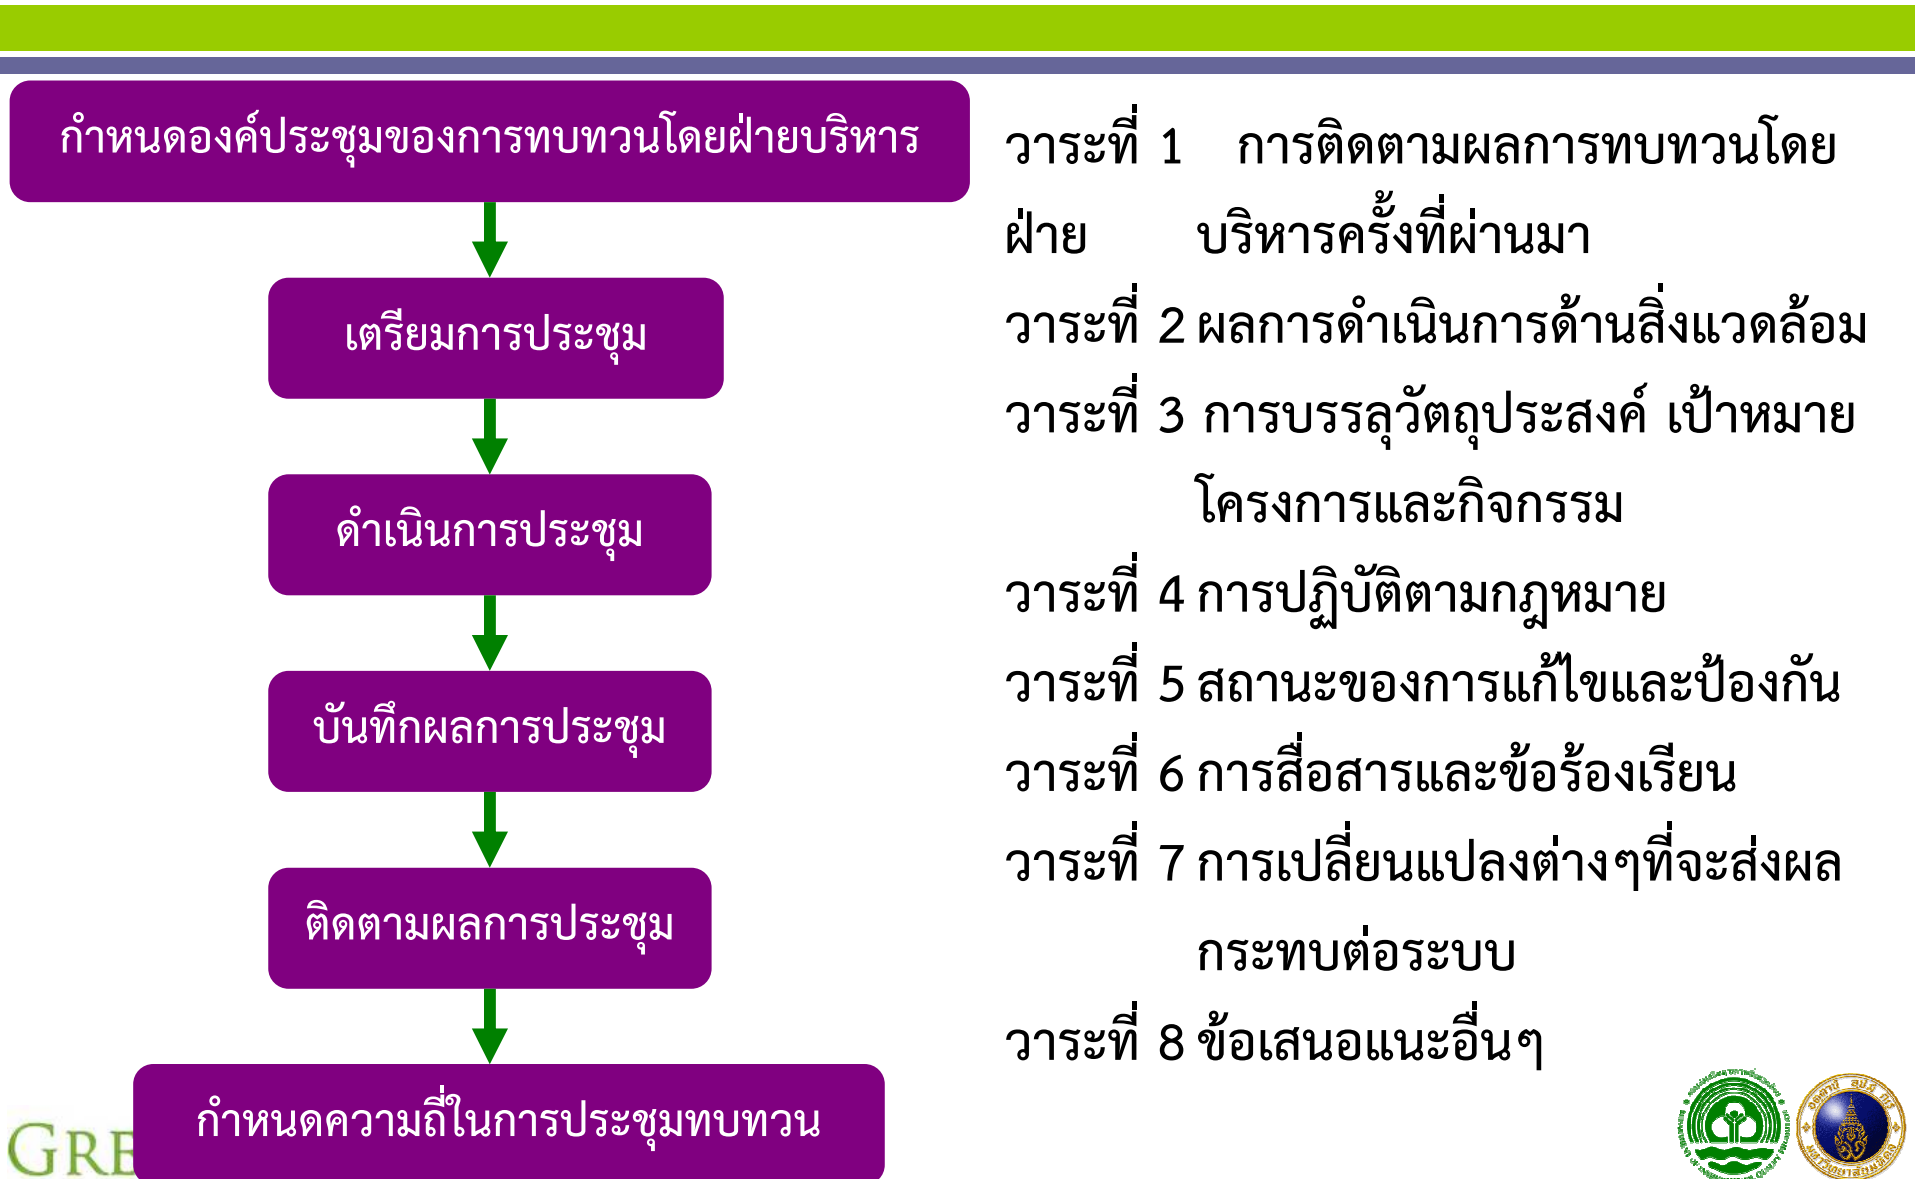 กำหนดองค์ประชุมของการทบทวนโดยฝ่ายบริหาร
เตรียมการประชุม
ดำเนินการประชุม
บันทึกผลการประชุม
ติดตามผลการประชุม
กำหนดความถี่ในการประชุมทบทวน
วาระที่ 1 การติดตามผลการทบทวนโดย
ฝ่าย บริหารครั้งที่ผ่านมา
วาระที่ 2 ผลการดำเนินการด้านสิ่งแวดล้อม
วาระที่ 3 การบรรลุวัตถุประสงค์ เป้าหมาย
โครงการและกิจกรรม
วาระที่ 4 การปฏิบัติตามกฎหมาย
วาระที่ 5 สถานะของการแก้ไขและป้องกัน
วาระที่ 6 การสื่อสารและข้อร้องเรียน
วาระที่ 7 การเปลี่ยนแปลงต่างๆที่จะส่งผล
กระทบต่อระบบ
วาระที่ 8 ข้อเสนอแนะอื่นๆ
GRE